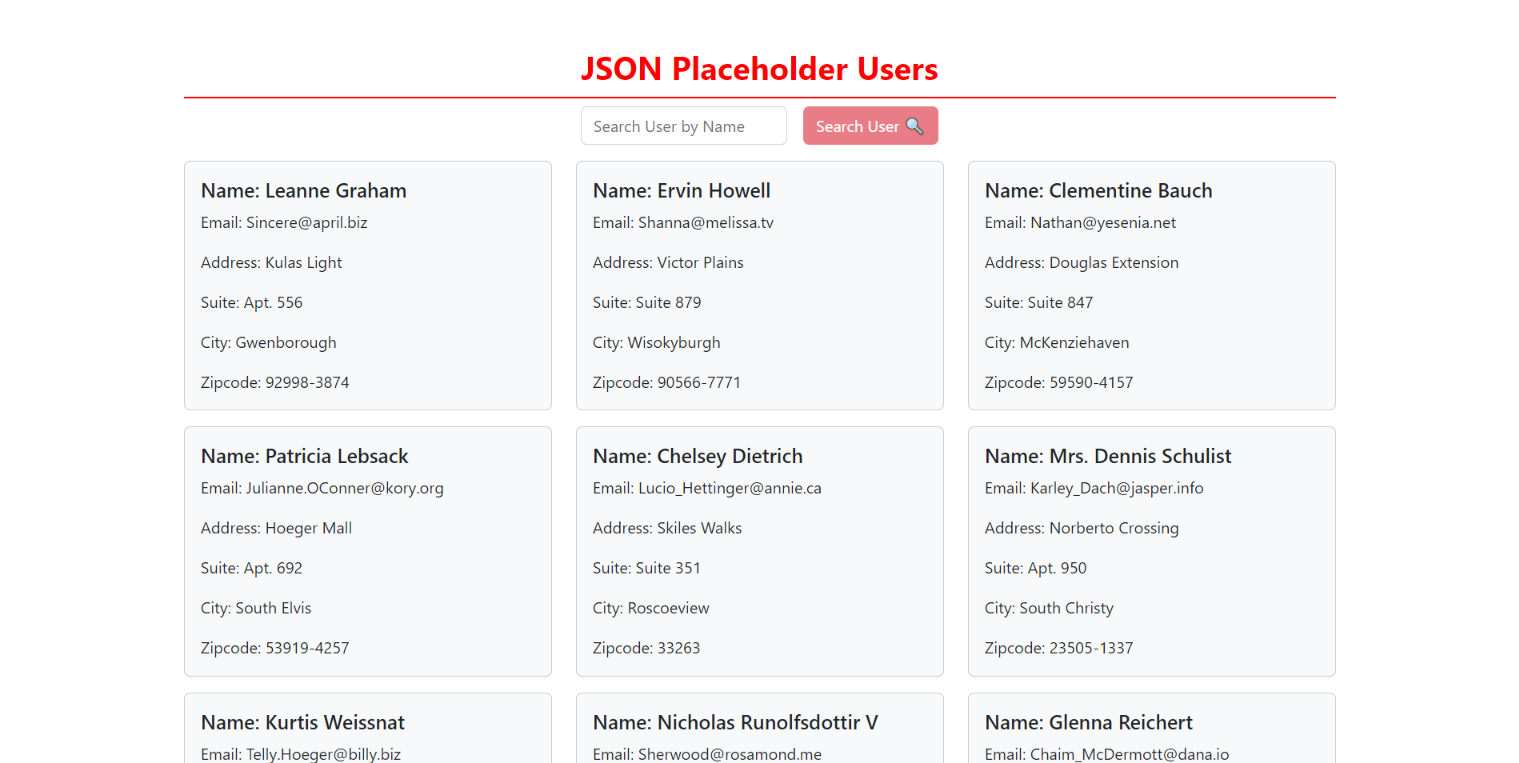 JSON Placeholder Users
Search User by Name
Search User 🔍
Name: Leanne Graham
Email: Sincere@april.biz
Address: Kulas Light
Suite: Apt. 556
City: Gwenborough
Zipcode: 92998-3874
Name: Ervin Howell
Email: Shanna@melissa.tv
Address: Victor Plains
Suite: Suite 879
City: Wisokyburgh
Zipcode: 90566-7771
Name: Clementine Bauch
Email: Nathan@yesenia.net
Address: Douglas Extension
Suite: Suite 847
City: McKenziehaven
Zipcode: 59590-4157
Name: Patricia Lebsack
Email: Julianne.OConner@kory.org
Address: Hoeger Mall
Suite: Apt. 692
City: South Elvis
Zipcode: 53919-4257
Name: Chelsey Dietrich
Email: Lucio_Hettinger@annie.ca
Address: Skiles Walks
Suite: Suite 351
City: Roscoeview
Zipcode: 33263
Name: Mrs. Dennis Schulist
Email: Karley_Dach@jasper.info
Address: Norberto Crossing
Suite: Apt. 950
City: South Christy
Zipcode: 23505-1337
Name: Kurtis Weissnat
Email: Telly.Hoeger@billy.biz
Name: Nicholas Runolfsdottir V
Email: Sherwood@rosamond.me
Name: Glenna Reichert
Email: Chaim_McDermott@dana.io